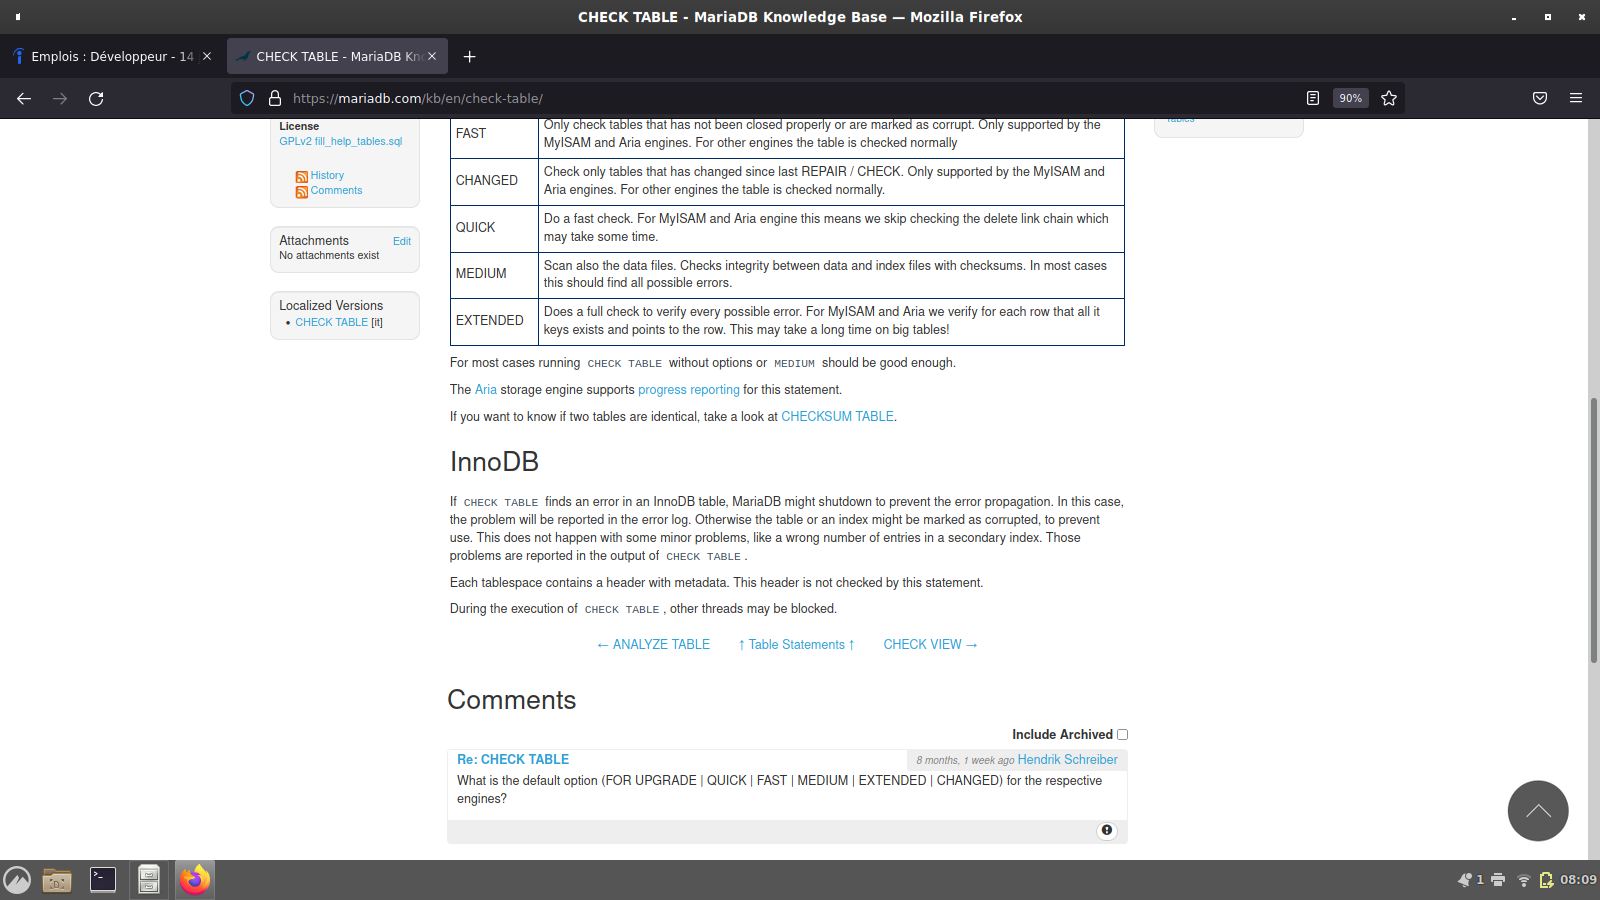 CHECK TABLE - MariaDB Knowledge Base — Mozilla Firefox
Emplois : Développeur - 14
CHECK TABLE - MariaDB Kn
https://mariadb.com/kb/en/check-table/
90%
License
GPLv2 fill_help_tables.sql
History
Comments
Attachments Edit
No attachments exist
Localized Versions
• CHECK TABLE [it]
Tables
FAST
Only check tables that has not been closed properly or are marked as corrupt. Only supported by the
MyISAM and Aria engines. For other engines the table is checked normally
CHANGED
Check only tables that has changed since last REPAIR / CHECK. Only supported by the MyISAM and
Aria engines. For other engines the table is checked normally.
QUICK
Do a fast check. For MyISAM and Aria engine this means we skip checking the delete link chain which
may take some time.
MEDIUM
Scan also the data files. Checks integrity between data and index files with checksums. In most cases
this should find all possible errors.
EXTENDED
Does a full check to verify every possible error. For MyISAM and Aria we verify for each row that all it
keys exists and points to the row. This may take a long time on big tables!
For most cases running CHECK TABLE without options or MEDIUM should be good enough.
The Aria storage engine supports progress reporting for this statement.
If you want to know if two tables are identical, take a look at CHECKSUM TABLE.
InnoDB
If CHECK TABLE finds an error in an InnoDB table, MariaDB might shutdown to prevent the error propagation. In this case,
the problem will be reported in the error log. Otherwise the table or an index might be marked as corrupted, to prevent
use. This does not happen with some minor problems, like a wrong number of entries in a secondary index. Those
problems are reported in the output of CHECK TABLE.
Each tablespace contains a header with metadata. This header is not checked by this statement.
During the execution of CHECK TABLE, other threads may be blocked.
← ANALYZE TABLE ↑ Table Statements ↑ CHECK VIEW →
Comments
Include Archived
Re: CHECK TABLE 8 months, 1 week ago Hendrik Schreiber
What is the default option (FOR UPGRADE | QUICK | FAST | MEDIUM | EXTENDED | CHANGED) for the respective
engines?
1 08:09